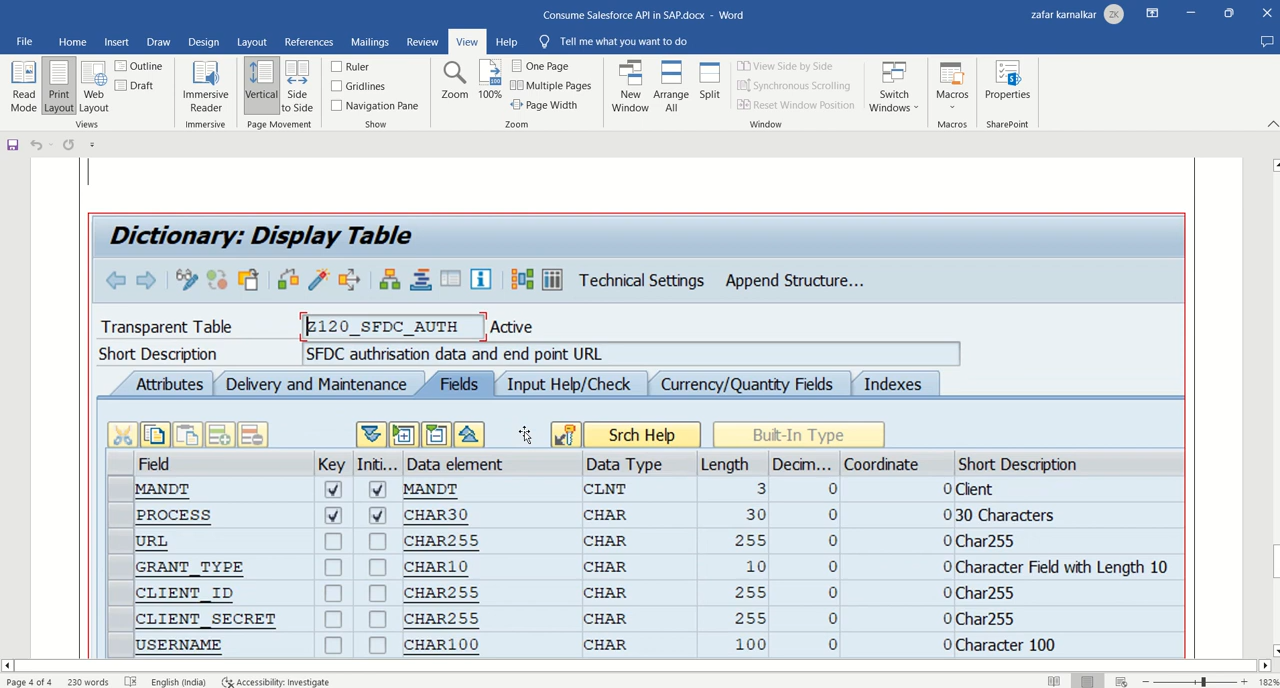 Consume Salesforce API in SAP.docx - Word
zafar karnalkar
ZK
File Home Insert Draw Design Layout References Mailings Review View Help Tell me what you want to do
Read Mode
Print Layout
Web Layout
Outline
Draft
Views
Immersive Reader
Immersive
Vertical
Side to Side
Page Movement
Ruler
Gridlines
Navigation Pane
Show
Zoom
100%
One Page
Multiple Pages
Page Width
Zoom
New Window
Arrange All
Split
View Side by Side
Synchronous Scrolling
Reset Window Position
Window
Switch Windows
Macros
Macros
Properties
SharePoint
Dictionary: Display Table
Technical Settings Append Structure...
Transparent Table Z120_SFDC_AUTH Active
Short Description SFDC authrisation data and end point URL
Attributes Delivery and Maintenance Fields Input Help/Check Currency/Quantity Fields Indexes
Srch Help Built-In Type
Field Key Initi... Data element Data Type Length Decim... Coordinate Short Description
MANDT MANDT CLNT 3 0 0 Client
PROCESS CHAR30 CHAR 30 0 0 30 Characters
URL CHAR255 CHAR 255 0 0 Char255
GRANT_TYPE CHAR10 CHAR 10 0 0 Character Field with Length 10
CLIENT_ID CHAR255 CHAR 255 0 0 Char255
CLIENT_SECRET CHAR255 CHAR 255 0 0 Char255
USERNAME CHAR100 CHAR 100 0 0 Character 100
Page 4 of 4 230 words English (India) Accessibility: Investigate 182%